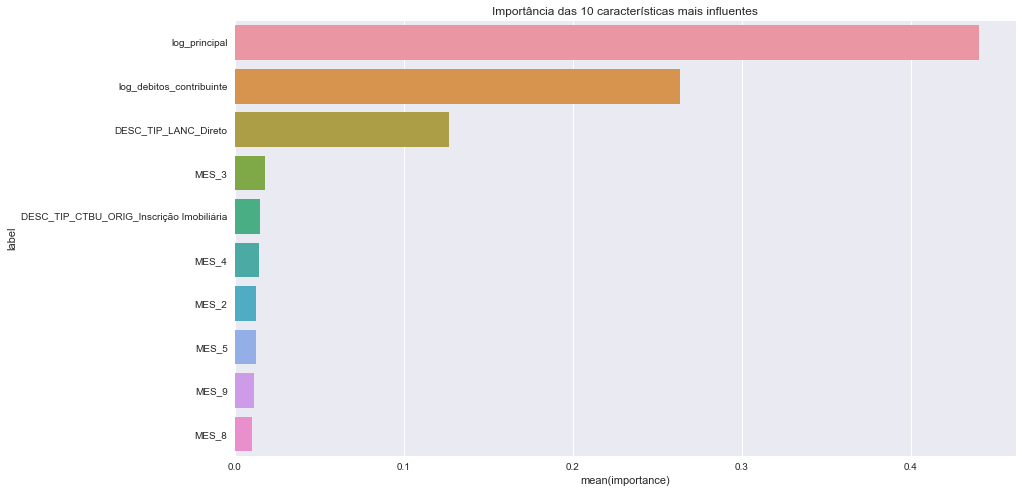 Importância das 10 características mais influentes
log_principal
log_debitos_contribuinte
DESC_TIP_LANC_Direto
MES_3
DESC_TIP_CTBU_ORIG_Inscrição Imobiliária
label
MES_4
MES_2
MES_5
MES_9
MES_8
0.0 0.1 0.2 0.3 0.4
mean(importance)